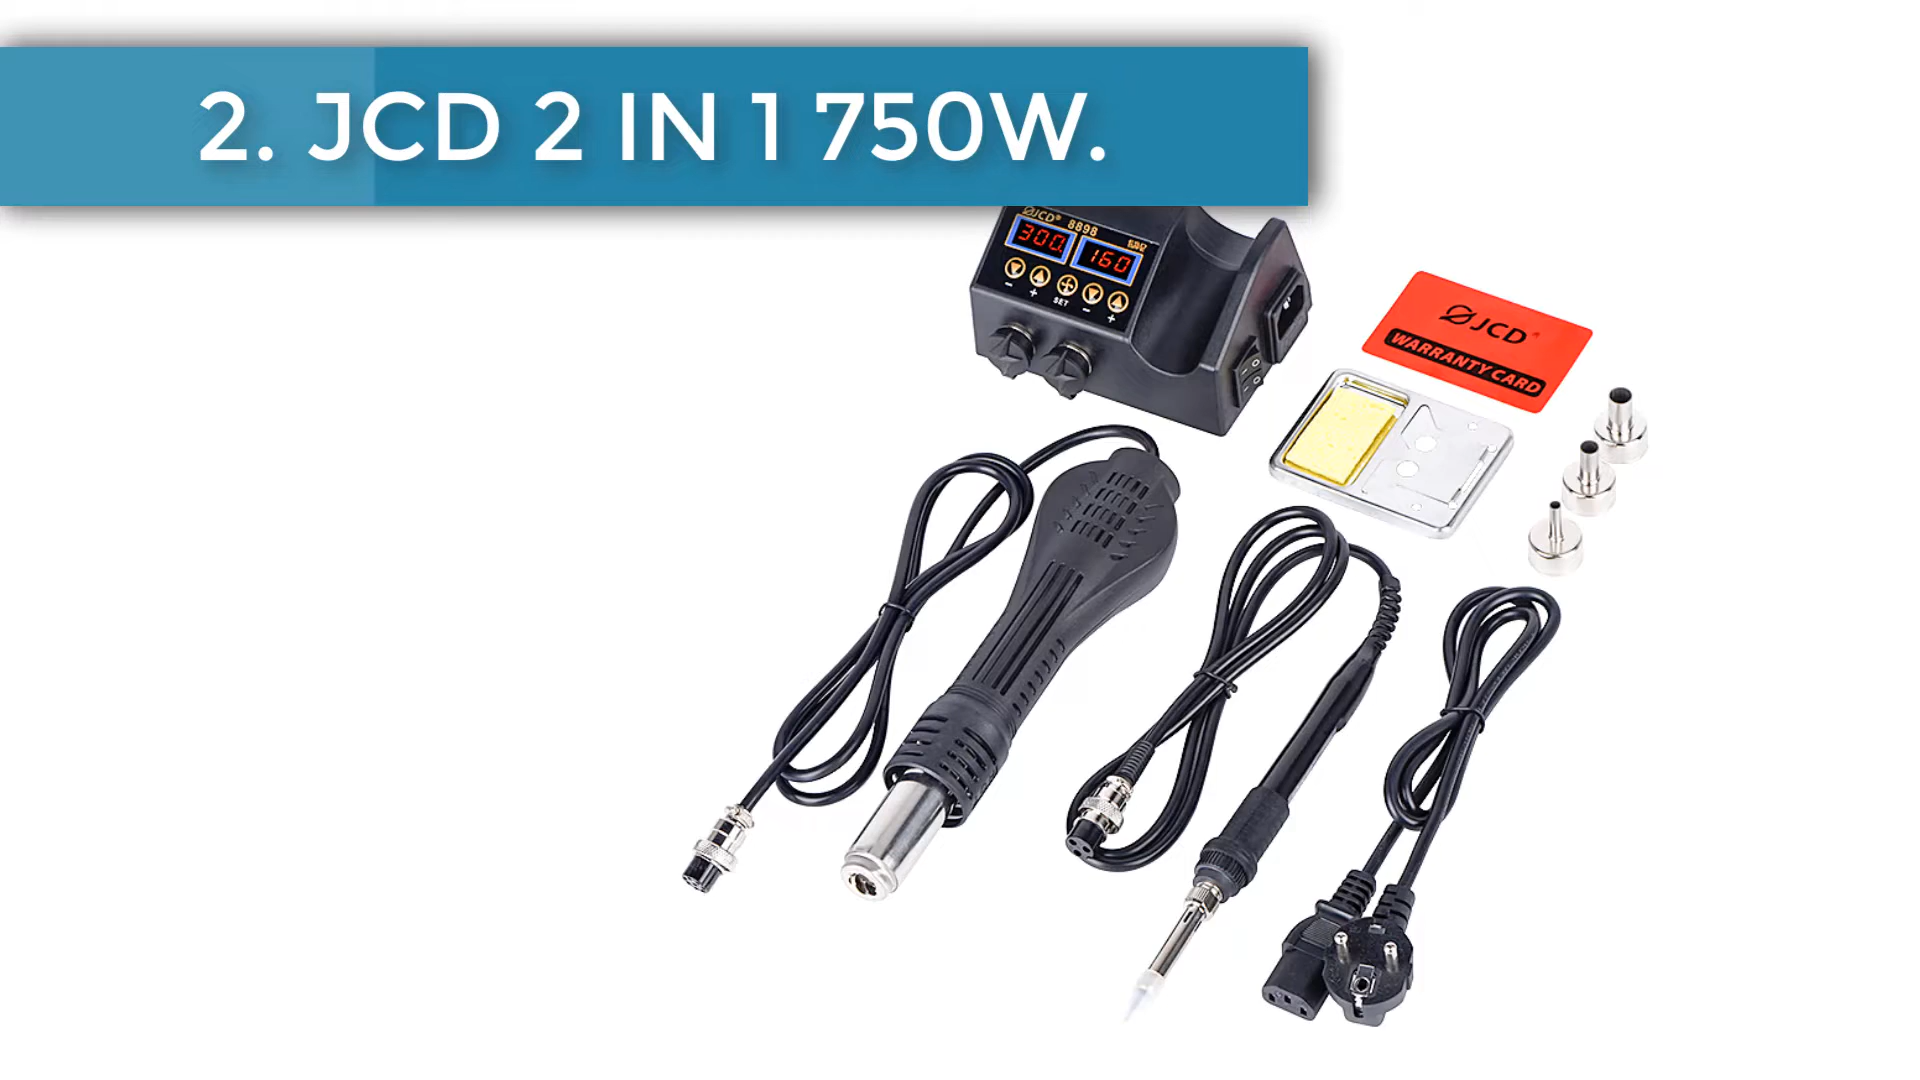 2. JCD 2 IN 1 750W.
JCD®
8898
300.
160
- + SET - +
JCD
WARRANTY CARD